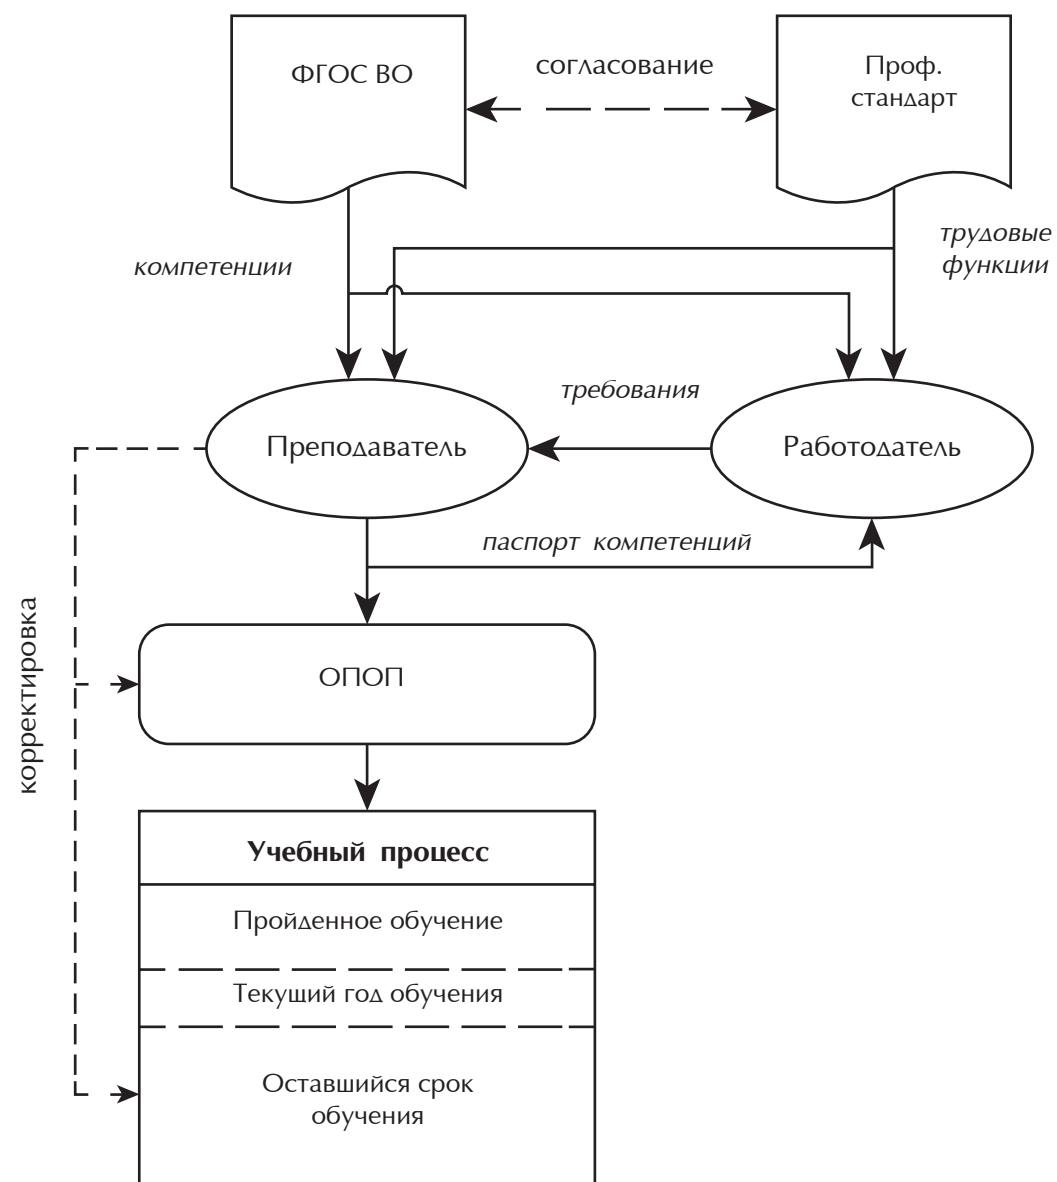 ФГОС ВО
согласование
Проф.
стандарт
компетенции
трудовые
функции
требования
Преподаватель
Работодатель
паспорт компетенций
корректировка
ОПОП
Учебный процесс
Пройденное обучение
Текущий год обучения
Оставшийся срок
обучения